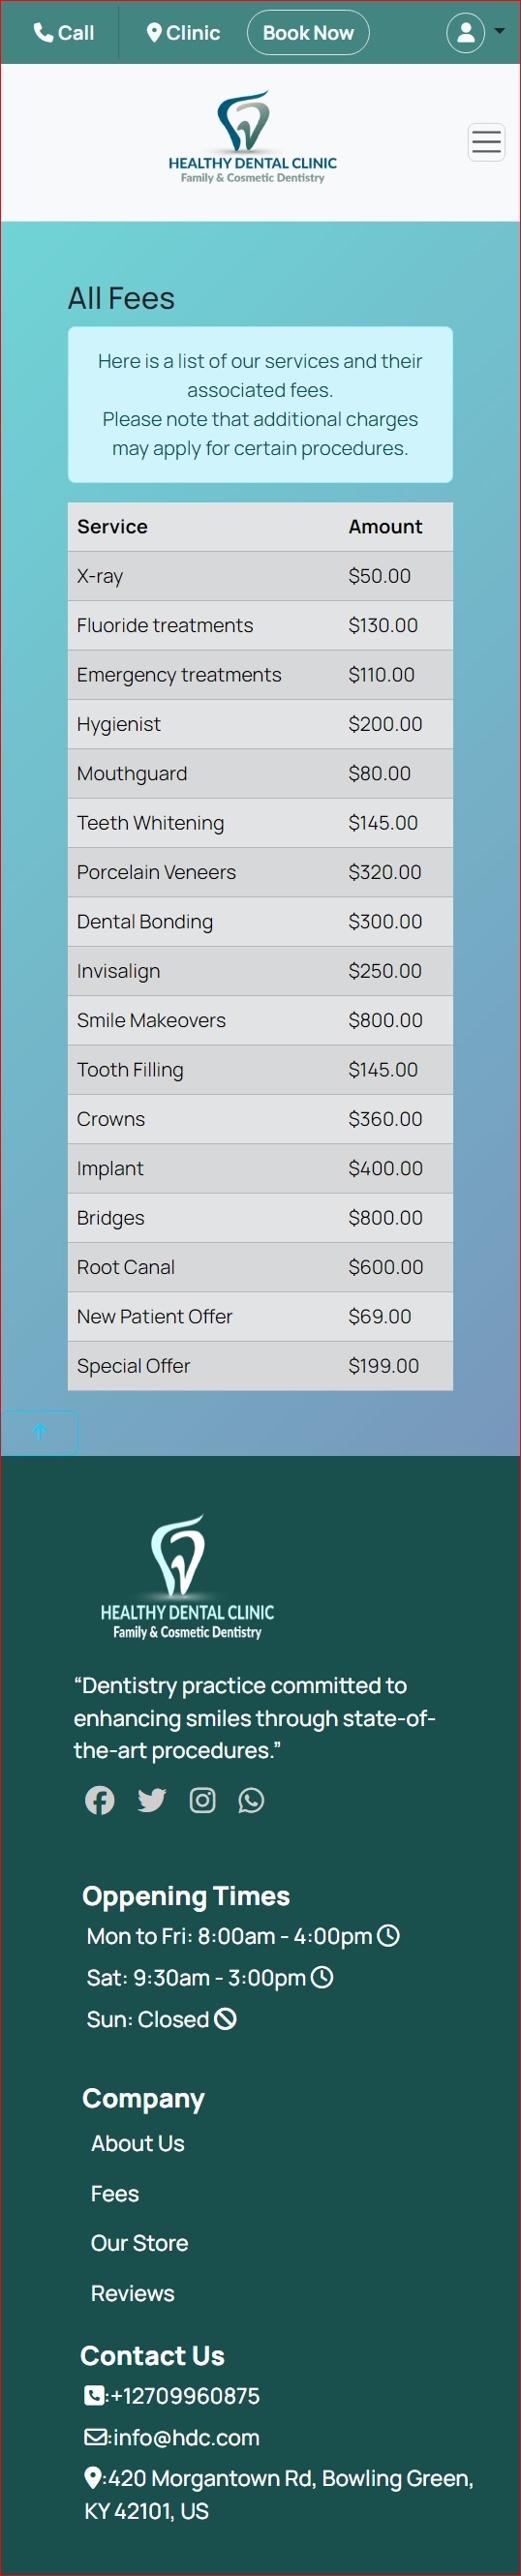 Call Clinic Book Now
HEALTHY DENTAL CLINIC
Family & Cosmetic Dentistry
All Fees
Here is a list of our services and their
associated fees.
Please note that additional charges
may apply for certain procedures.
Service Amount
X-ray $50.00
Fluoride treatments $130.00
Emergency treatments $110.00
Hygienist $200.00
Mouthguard $80.00
Teeth Whitening $145.00
Porcelain Veneers $320.00
Dental Bonding $300.00
Invisalign $250.00
Smile Makeovers $800.00
Tooth Filling $145.00
Crowns $360.00
Implant $400.00
Bridges $800.00
Root Canal $600.00
New Patient Offer $69.00
Special Offer $199.00
HEALTHY DENTAL CLINIC
Family & Cosmetic Dentistry
“Dentistry practice committed to
enhancing smiles through state-of-
the-art procedures.”
Oppening Times
Mon to Fri: 8:00am - 4:00pm
Sat: 9:30am - 3:00pm
Sun: Closed
Company
About Us
Fees
Our Store
Reviews
Contact Us
:+12709960875
:info@hdc.com
:420 Morgantown Rd, Bowling Green,
KY 42101, US